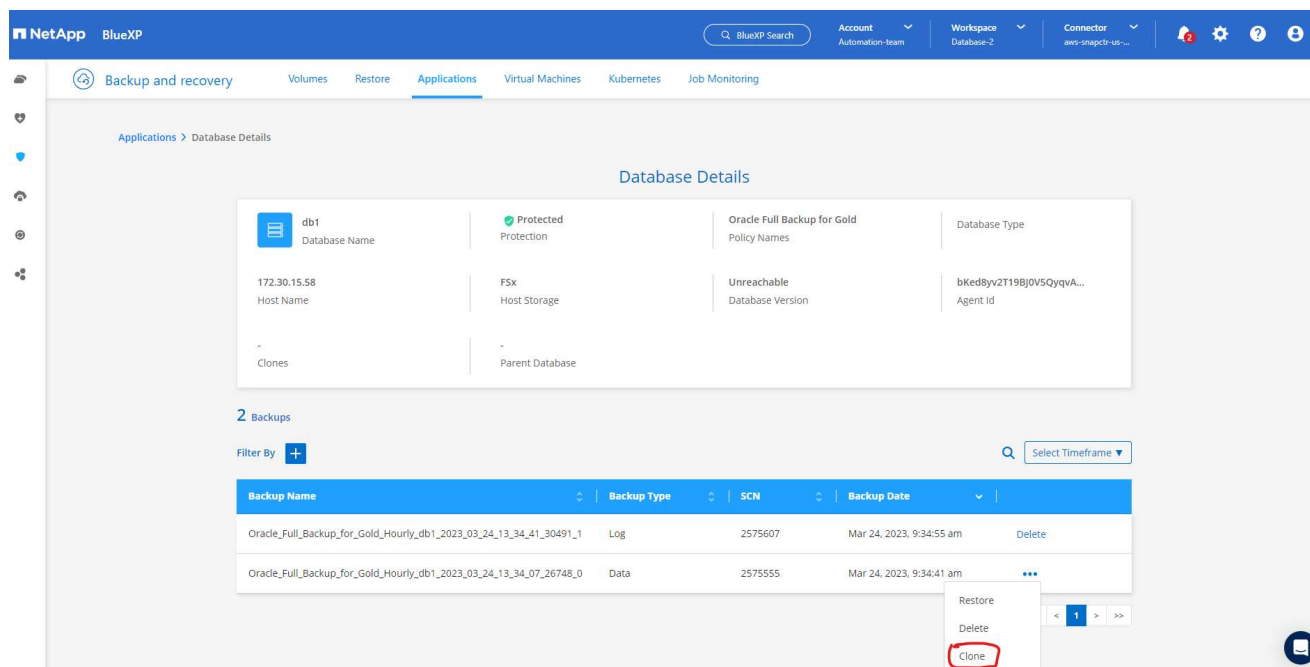 NetApp BlueXP
BlueXP Search
Account
Automation-team
Workspace
Database-2
Connector
aws-snapctr-us-...
2
Backup and recovery
Volumes Restore Applications Virtual Machines Kubernetes Job Monitoring
Applications > Database Details
Database Details
db1
Database Name
Protected
Protection
Oracle Full Backup for Gold
Policy Names
Database Type
172.30.15.58
Host Name
FSx
Host Storage
Unreachable
Database Version
bKed8yv2T19BJ0V5QyqvA...
Agent Id
-
Clones
-
Parent Database
2 Backups
Filter By +
Select Timeframe ▼
Backup Name Backup Type SCN Backup Date
Oracle_Full_Backup_for_Gold_Hourly_db1_2023_03_24_13_34_41_30491_1 Log 2575607 Mar 24, 2023, 9:34:55 am Delete
Oracle_Full_Backup_for_Gold_Hourly_db1_2023_03_24_13_34_07_26748_0 Data 2575555 Mar 24, 2023, 9:34:41 am •••
Restore
< 1 > >>
Delete
Clone